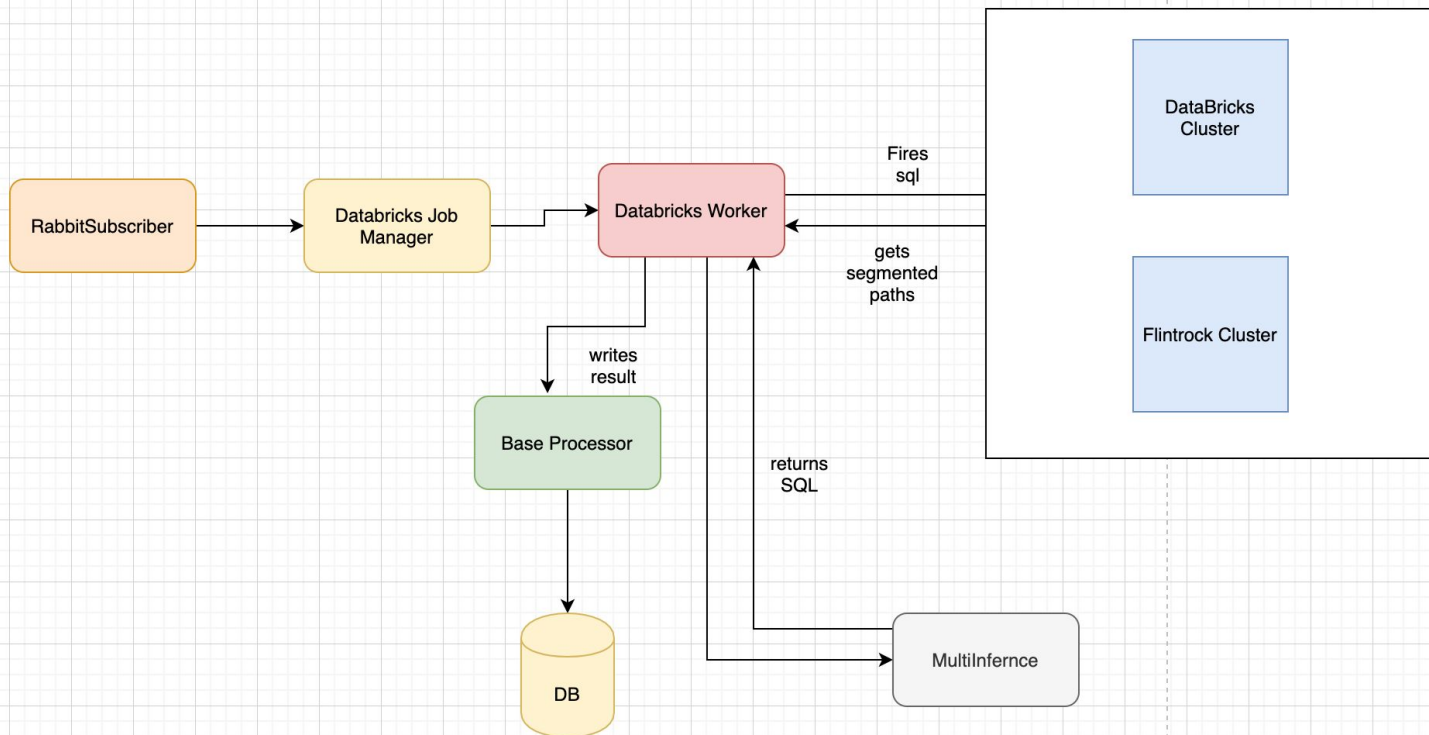 DataBricks
Cluster
Fires
sql
RabbitSubscriber
Databricks Job
Manager
Databricks Worker
gets
segmented
paths
Flintrock Cluster
writes
result
Base Processor
returns
SQL
MultiInfernce
DB